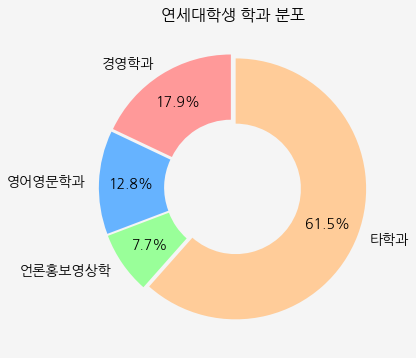 연세대학생 학과 분포
경영학과
17.9%
영어영문학과
12.8%
61.5%
타학과
7.7%
언론홍보영상학